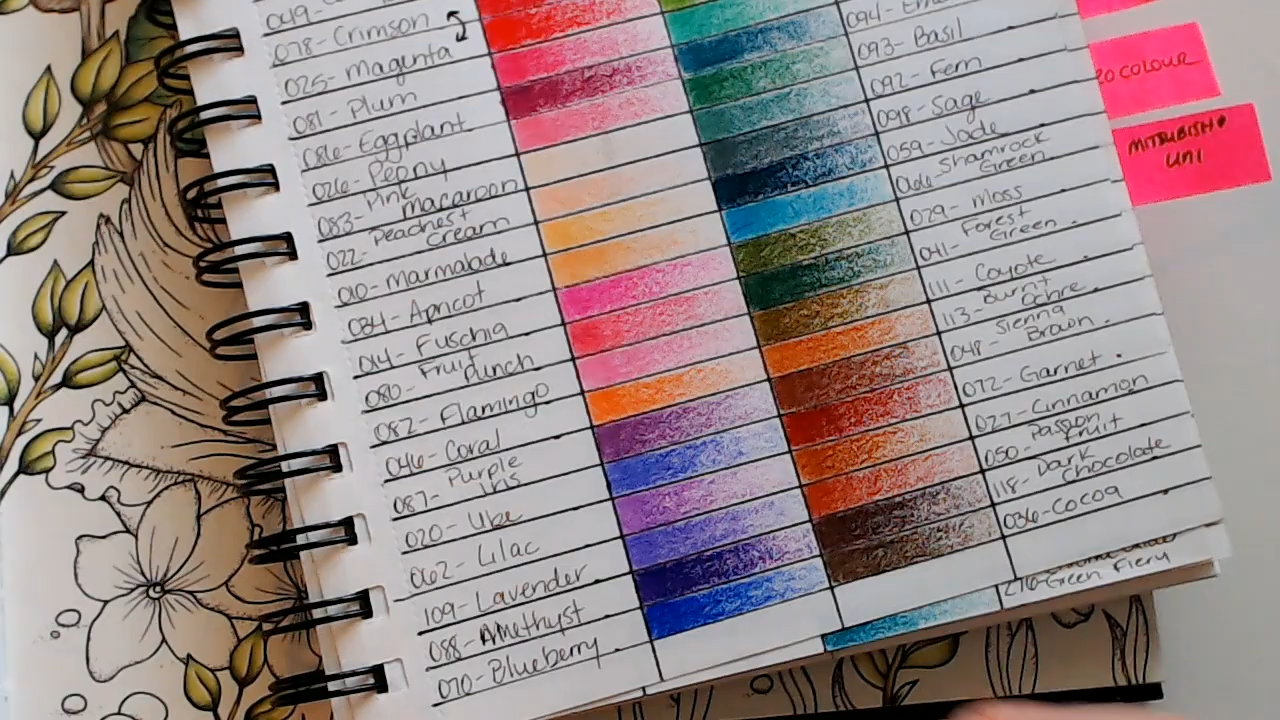 049-
078- Crimson
025- Magenta
081- Plum
086- Eggplant
026- Peony
083- Pink
macaroon
022- Peaches +
Cream
010- Marmalade
084- Apricot
014- Fuschia
080- Fruit
Punch
082- Flamingo
046- Coral
087- Purple
Iris
020- Ube
062- Lilac
109- Lavender
088- Amethyst
070- Blueberry
094-
093- Basil
092- Fern
098- Sage
059- Jade
066- Shamrock
Green
029- Moss
041- Forest
Green
111- Coyote
113- Burnt
Ochre
048- Sienna
Brown
072- Garnet
027- Cinnamon
050- Passion
fruit
118- Dark
Chocolate
036- Cocoa
Green Fiery
20 COLOUR
MITSUBISHI
UNI